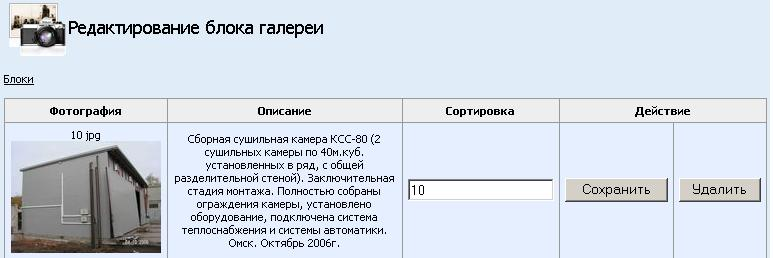 Редактирование блока галереи
Блоки
Фотография Описание Сортировка Действие
10 jpg
Сборная сушильная камера КСС-80 (2
сушильных камеры по 40м.куб.
установленных в ряд, с общей
разделительной стеной). Заключительная
стадия монтажа. Полностью собраны
ограждения камеры, установлено
оборудование, подключена система
теплоснабжения и системы автоматики.
Омск. Октябрь 2006г.
10
Сохранить
Удалить